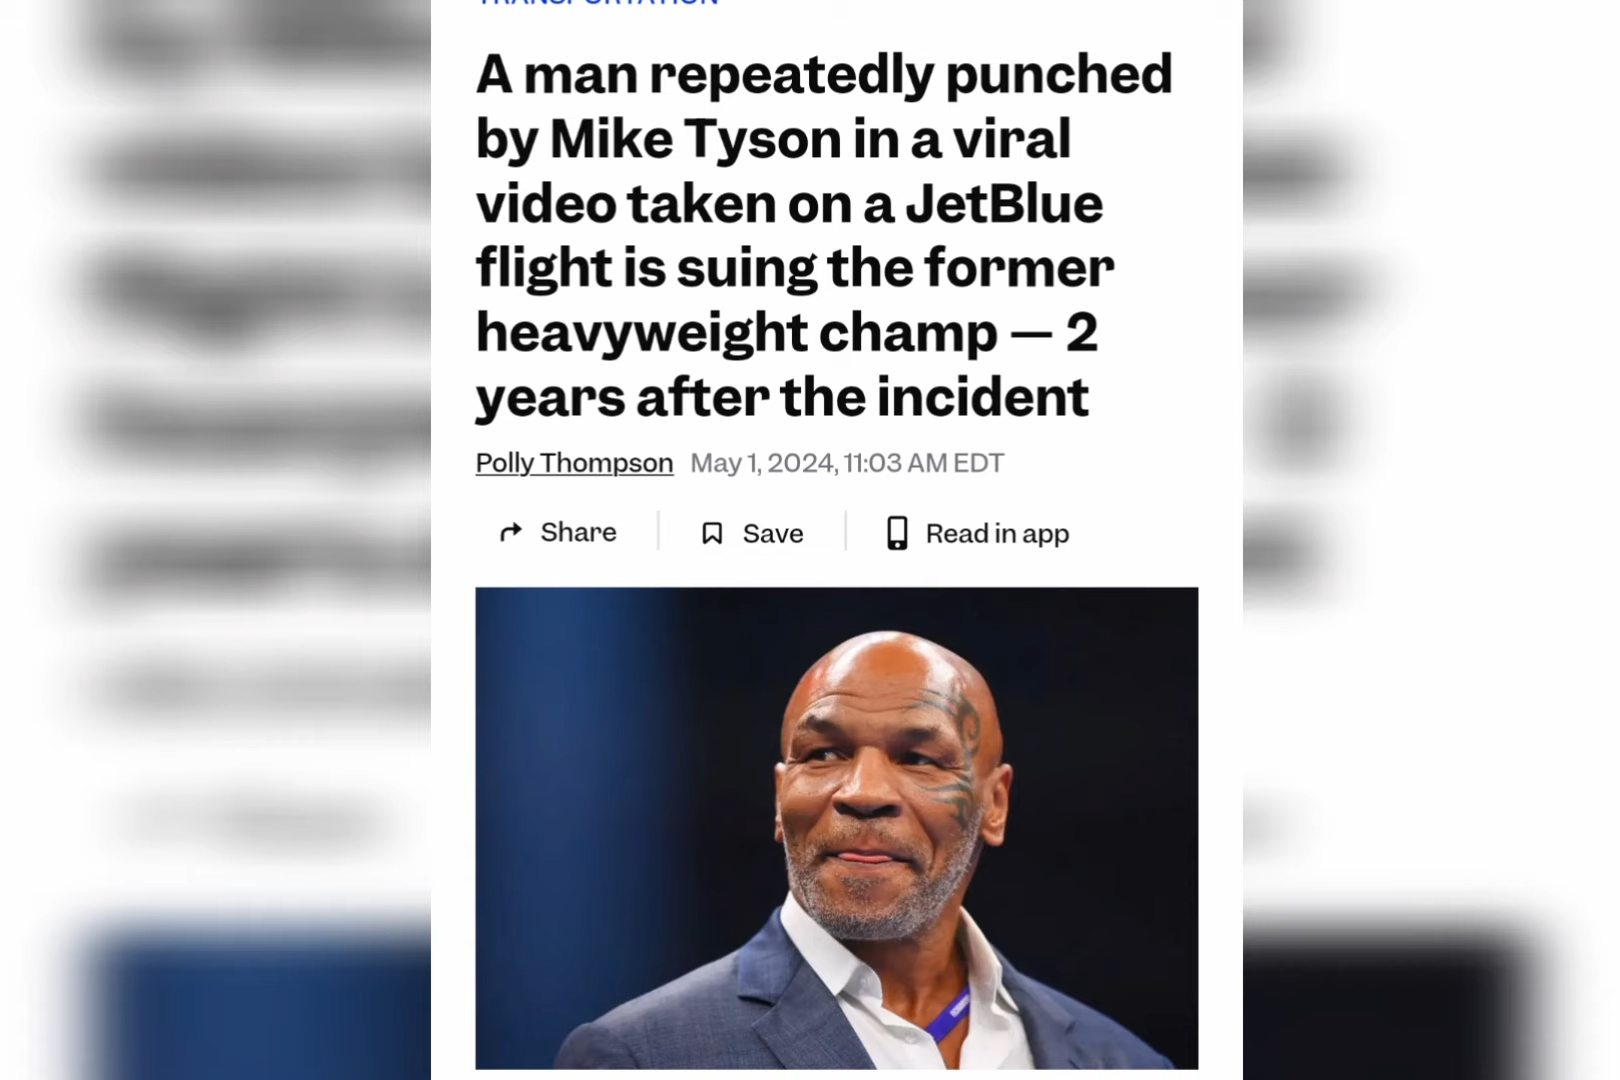 TRANSPORTATION
A man repeatedly punched
by Mike Tyson in a viral
video taken on a JetBlue
flight is suing the former
heavyweight champ — 2
years after the incident
Polly Thompson May 1, 2024, 11:03 AM EDT
Share Save Read in app